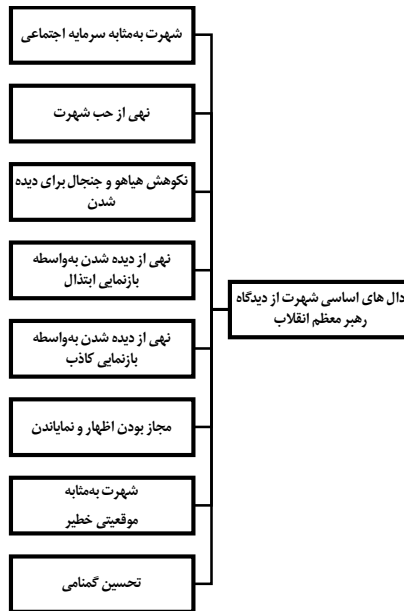 شهرت به‌مثابه سرمایه اجتماعی
نهی از حب شهرت
نکوهش هیاهو و جنجال برای دیده
شدن
نهی از دیده شدن به‌واسطه
بازنمایی ابتذال
دال های اساسی شهرت از دیدگاه
رهبر معظم انقلاب
نهی از دیده شدن به‌واسطه
بازنمایی کاذب
مجاز بودن اظهار و نمایاندن
شهرت به‌مثابه
موقعیتی خطیر
تحسین گمنامی